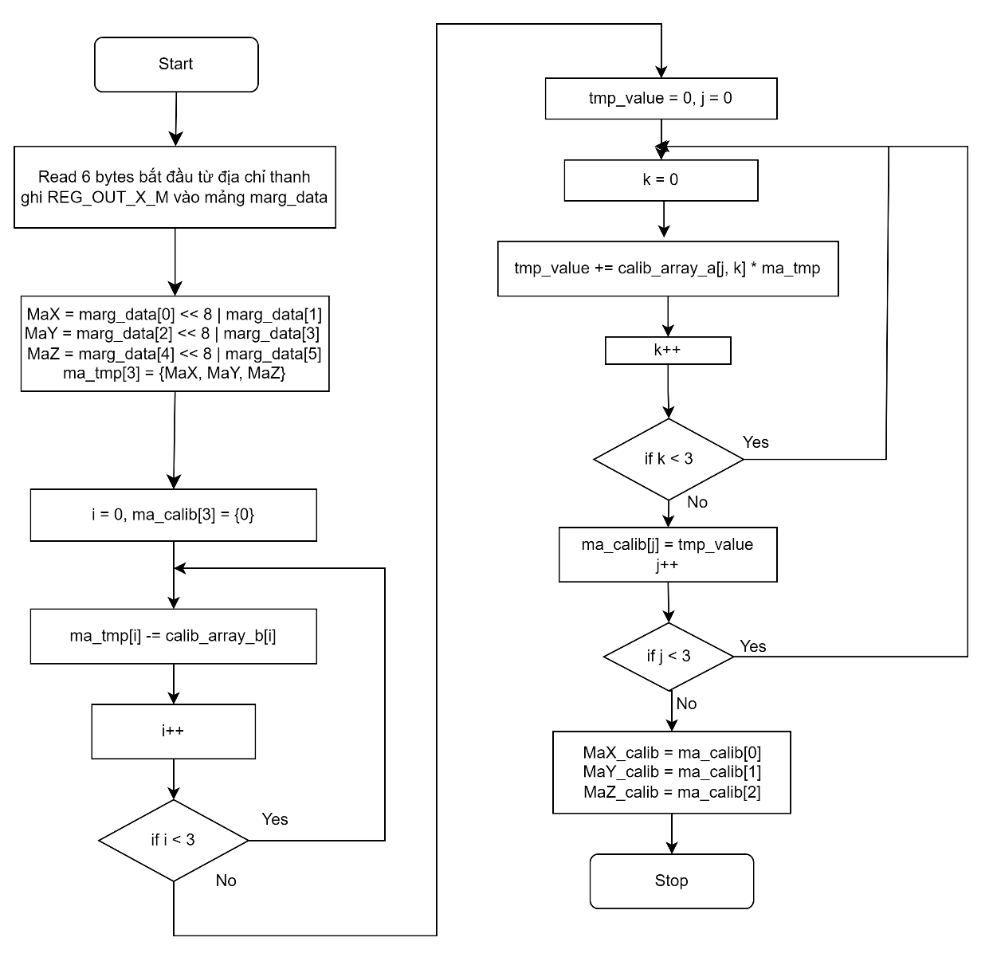 Start
Read 6 bytes bắt đầu từ địa chỉ thanh
ghi REG_OUT_X_M vào mảng marg_data
MaX = marg_data[0] << 8 | marg_data[1]
MaY = marg_data[2] << 8 | marg_data[3]
MaZ = marg_data[4] << 8 | marg_data[5]
ma_tmp[3] = {MaX, MaY, MaZ}
i = 0, ma_calib[3] = {0}
ma_tmp[i] -= calib_array_b[i]
i++
if i < 3
Yes
No
tmp_value = 0, j = 0
k = 0
tmp_value += calib_array_a[j, k] * ma_tmp
k++
if k < 3
Yes
No
ma_calib[j] = tmp_value
j++
if j < 3
Yes
No
MaX_calib = ma_calib[0]
MaY_calib = ma_calib[1]
MaZ_calib = ma_calib[2]
Stop